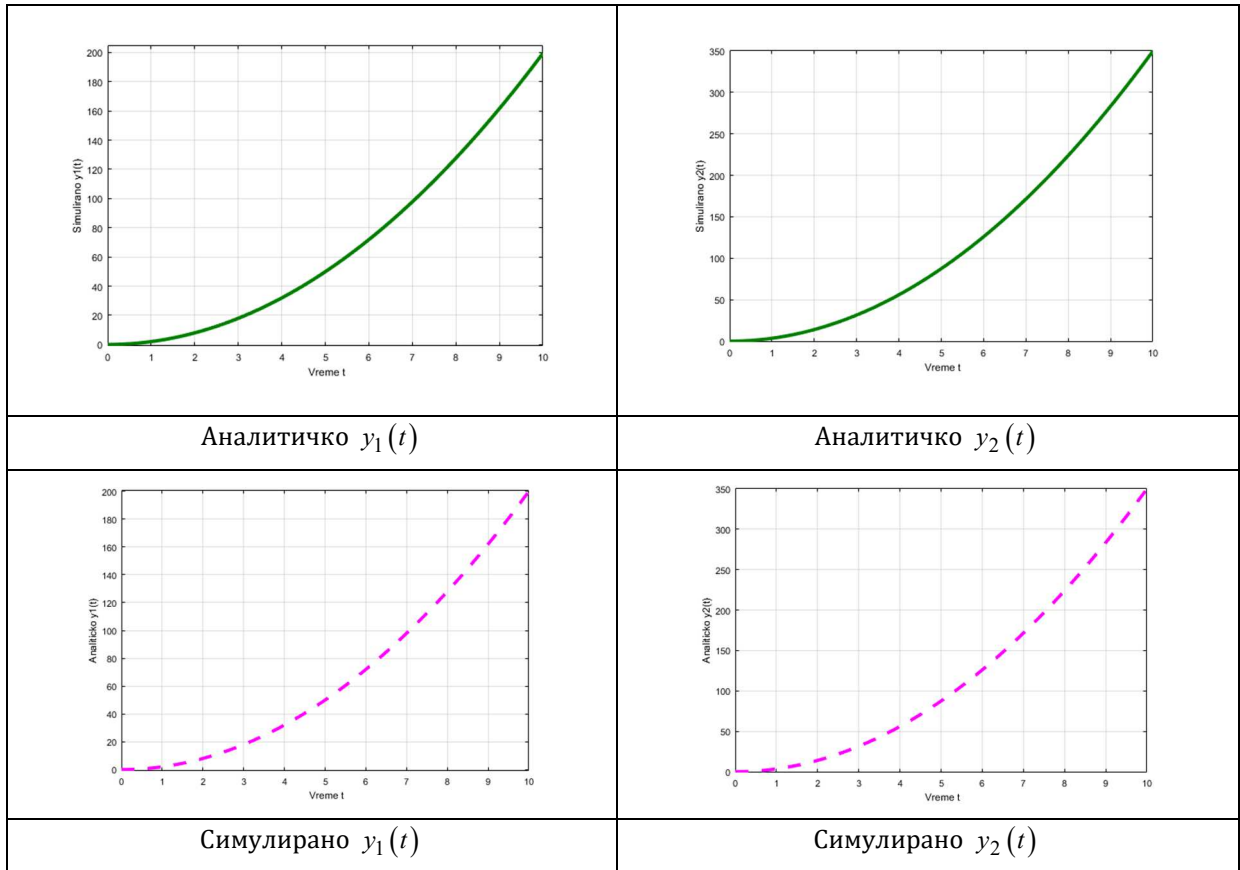 200
180
160
140
120
100
80
60
40
20
0
0 1 2 3 4 5 6 7 8 9 10
Simulirano y1(t)
Vreme t
350
300
250
200
150
100
50
0
0 1 2 3 4 5 6 7 8 9 10
Simulirano y2(t)
Vreme t
Аналитичко y₁(t)
Аналитичко y₂(t)
200
180
160
140
120
100
80
60
40
20
0
0 1 2 3 4 5 6 7 8 9 10
Analiticko y1(t)
Vreme t
350
300
250
200
150
100
50
0
0 1 2 3 4 5 6 7 8 9 10
Analiticko y2(t)
Vreme t
Симулирано y₁(t)
Симулирано y₂(t)